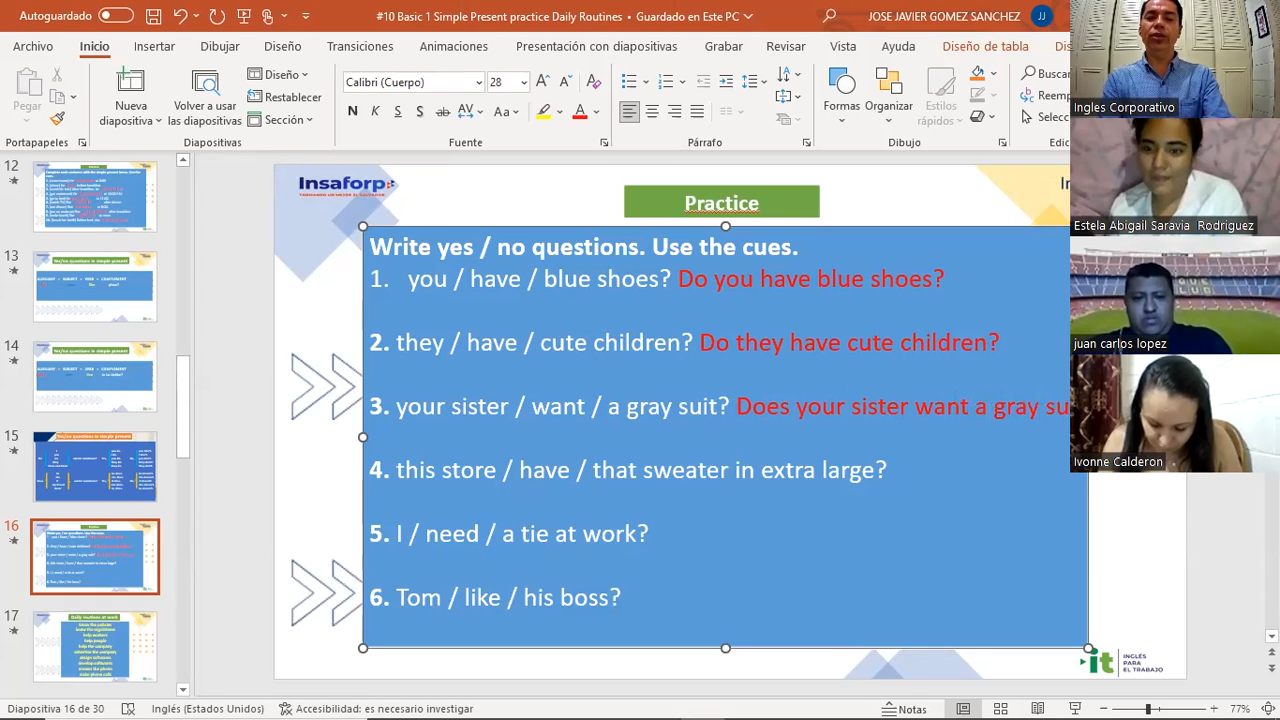 Autoguardado
#10 Basic 1 Simple Present practice Daily Routines • Guardado en Este PC
JOSE JAVIER GOMEZ SANCHEZ
JJ
Archivo Inicio Insertar Dibujar Diseño Transiciones Animaciones Presentación con diapositivas Grabar Revisar Vista Ayuda Diseño de tabla
Pegar
Nueva diapositiva
Volver a usar las diapositivas
Diseño
Restablecer
Sección
Calibri (Cuerpo) 28
Formas
Organizar
Estilos rápidos
Portapapeles Diapositivas Fuente Párrafo Dibujo
Ingles Corporativo
Estela Abigail Saravia Rodriguez
juan carlos lopez
Ivonne Calderon
12
13
14
15
16
17
Insaforp
Practice
Write yes / no questions. Use the cues.
1. you / have / blue shoes? Do you have blue shoes?
2. they / have / cute children? Do they have cute children?
3. your sister / want / a gray suit? Does your sister want a gray su
4. this store / have / that sweater in extra large?
5. I / need / a tie at work?
6. Tom / like / his boss?
it INGLÉS PARA EL TRABAJO
Diapositiva 16 de 30 Inglés (Estados Unidos) Accesibilidad: es necesario investigar Notas 77%